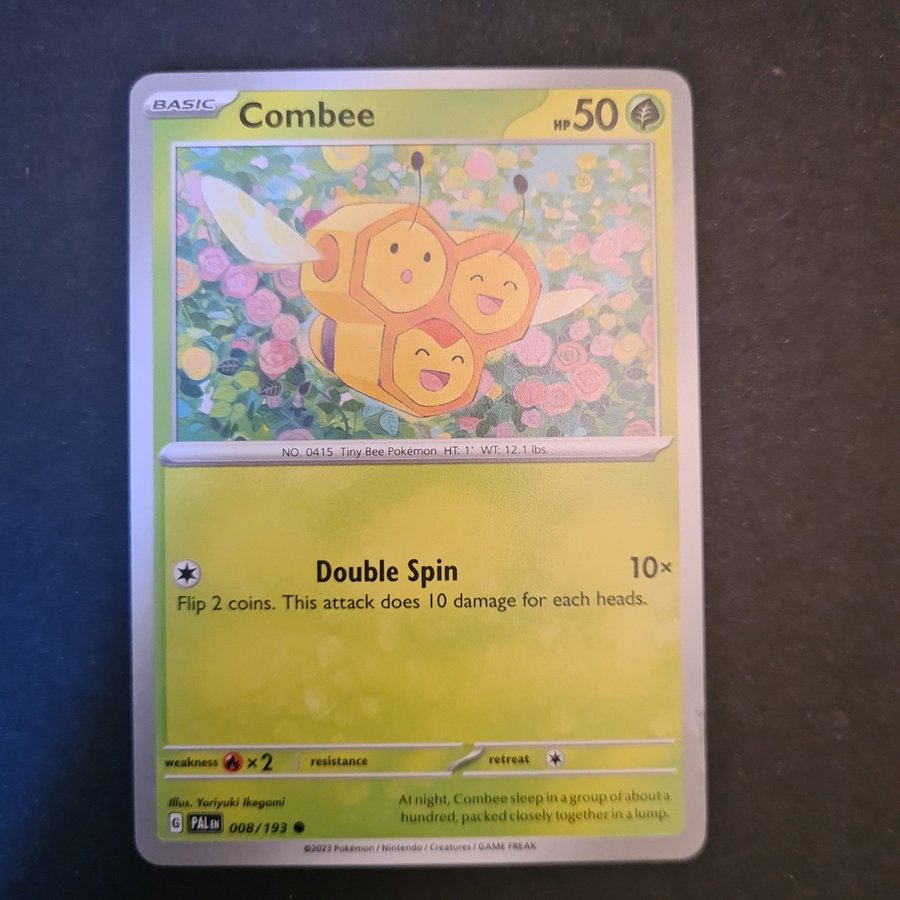 BASIC Combee HP 50
NO. 0415 Tiny Bee Pokémon HT: 1' WT: 12.1 lbs.
Double Spin 10×
Flip 2 coins. This attack does 10 damage for each heads.
weakness ×2 resistance retreat
Illus. Yoriyuki Ikegami
At night, Combee sleep in a group of about a
hundred, packed closely together in a lump.
G PAL EN 008/193
©2023 Pokémon / Nintendo / Creatures / GAME FREAK